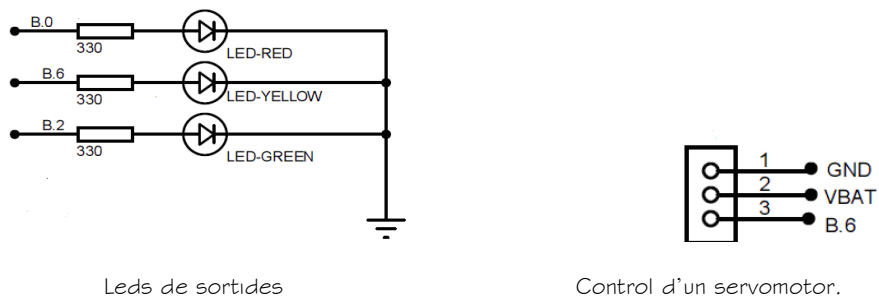 B.0
330
LED-RED
B.6
330
LED-YELLOW
B.2
330
LED-GREEN
1 GND
2 VBAT
3 B.6
Leds de sortides
Control d'un servomotor.